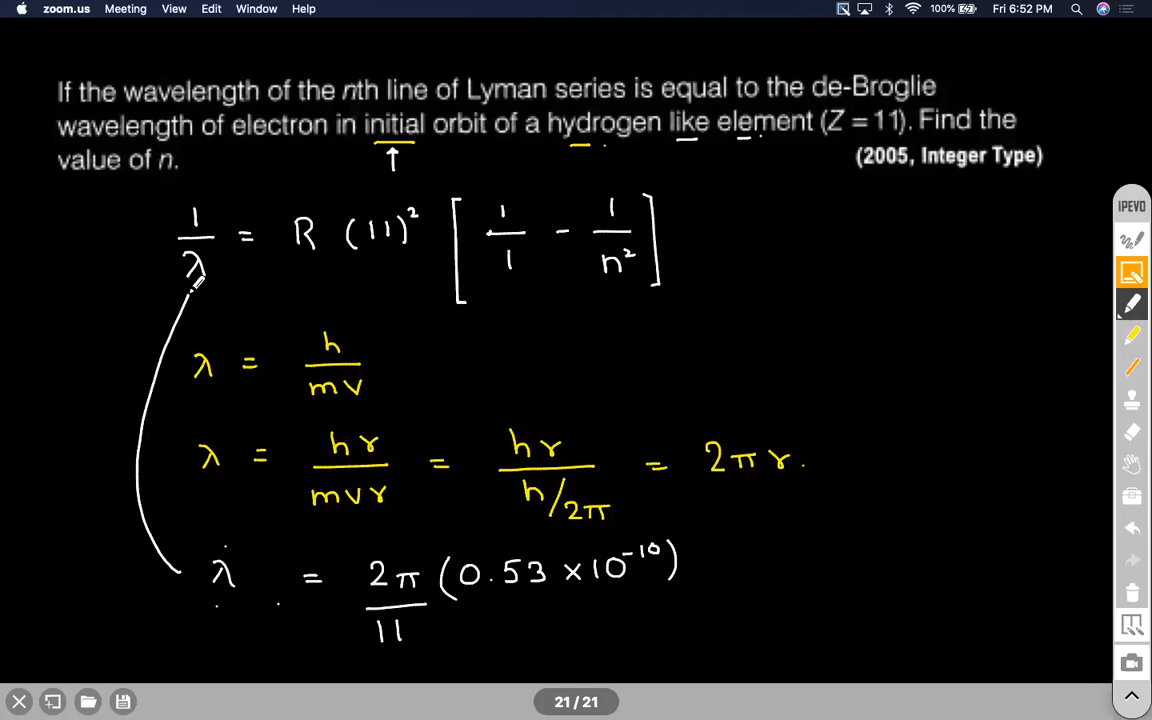 zoom.us Meeting View Edit Window Help 100% Fri 6:52 PM
If the wavelength of the nth line of Lyman series is equal to the de-Broglie
wavelength of electron in initial orbit of a hydrogen like element (Z = 11). Find the
value of n.
(2005, Integer Type)
IPEVO
1/λ = R (11)² [ 1/1 - 1/n² ]
λ = h/mv
λ = hr/mvr = hr/(h/2π) = 2πr.
λ = 2π/11 (0.53 × 10⁻¹⁰)
21 / 21